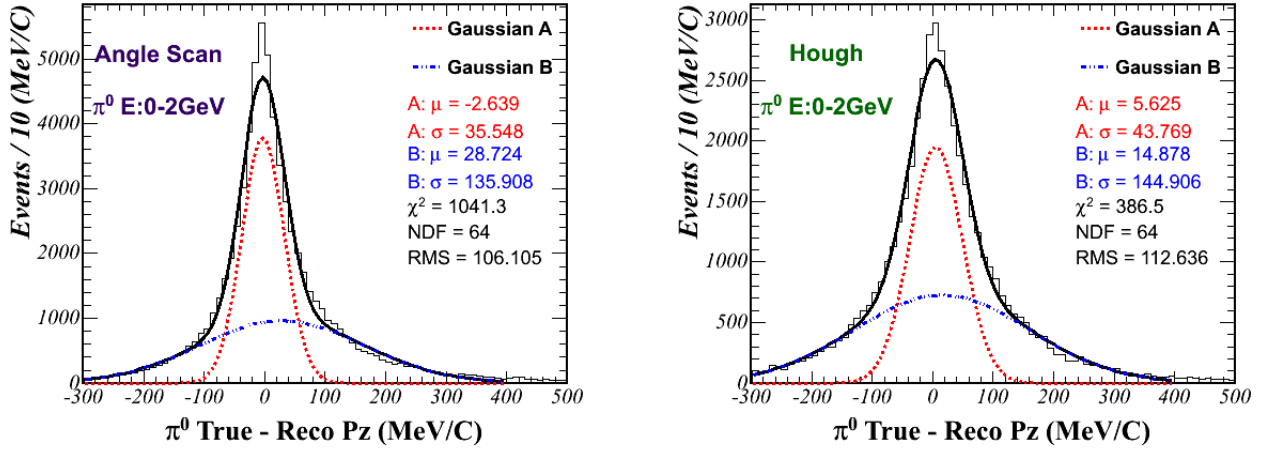 Events / 10 (MeV/C)
5000
4000
3000
2000
1000
0
Angle Scan
π⁰ E:0-2GeV
Gaussian A
Gaussian B
A: μ = -2.639
A: σ = 35.548
B: μ = 28.724
B: σ = 135.908
χ² = 1041.3
NDF = 64
RMS = 106.105
-300 -200 -100 0 100 200 300 400 500
π⁰ True - Reco Pz (MeV/C)
Events / 10 (MeV/C)
3000
2500
2000
1500
1000
500
0
Hough
π⁰ E:0-2GeV
Gaussian A
Gaussian B
A: μ = 5.625
A: σ = 43.769
B: μ = 14.878
B: σ = 144.906
χ² = 386.5
NDF = 64
RMS = 112.636
-300 -200 -100 0 100 200 300 400 500
π⁰ True - Reco Pz (MeV/C)